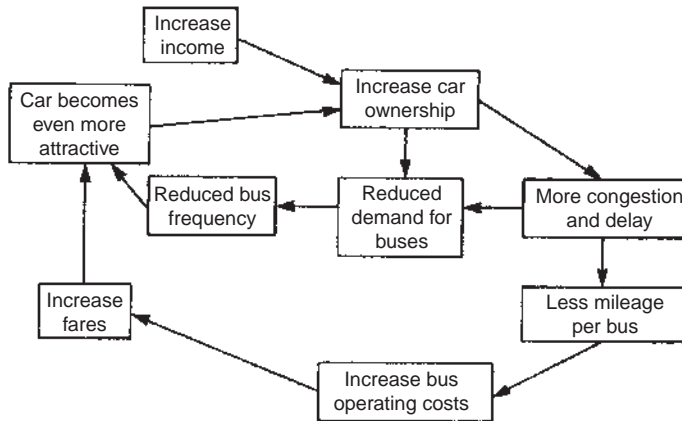 Increase
income
Increase car
ownership
Car becomes
even more
attractive
Reduced bus
frequency
Reduced
demand for
buses
More congestion
and delay
Increase
fares
Less mileage
per bus
Increase bus
operating costs